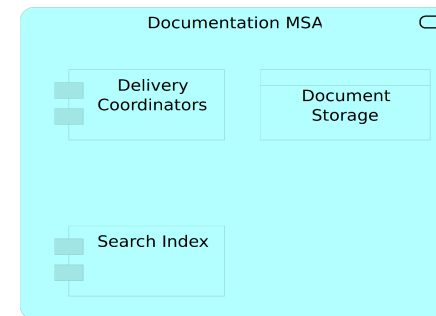 Documentation MSA
Delivery
Coordinators
Document
Storage
Search Index